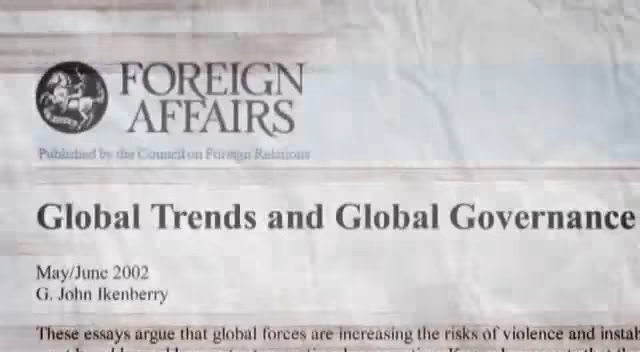 FOREIGN
AFFAIRS
Published by the Council on Foreign Relations
Global Trends and Global Governance
May/June 2002
G. John Ikenberry
These essays argue that global forces are increasing the risks of violence and